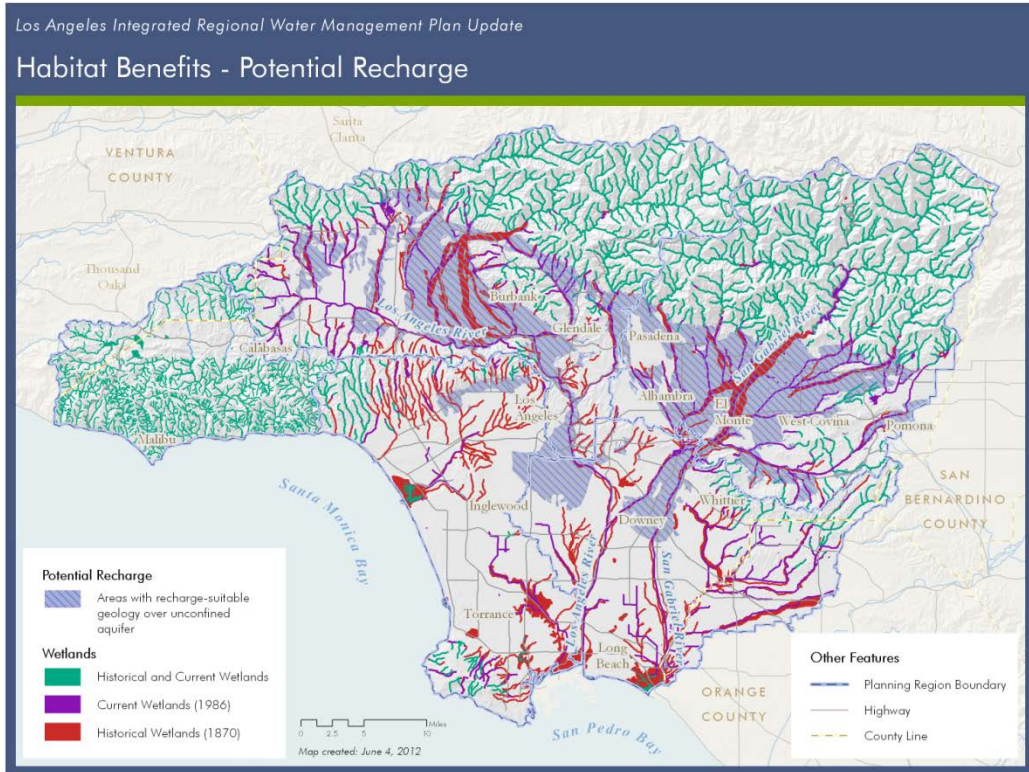 Los Angeles Integrated Regional Water Management Plan Update
Habitat Benefits - Potential Recharge
Santa
Clarita
VENTURA
COUNTY
Thousand
Oaks
Burbank
Los Angeles River
Glendale
Pasadena
San Gabriel River
Calabasas
Alhambra
El
Monte
West Covina
Pomona
Los
Angeles
Malibu
SAN
BERNARDINO
COUNTY
Santa Monica Bay
Inglewood
Whittier
Downey
Los Angeles River
San Gabriel River
Torrance
Long
Beach
ORANGE
COUNTY
San Pedro Bay
Potential Recharge
Areas with recharge-suitable
geology over unconfined
aquifer
Wetlands
Historical and Current Wetlands
Current Wetlands (1986)
Historical Wetlands (1870)
Miles
0 2.5 5 10
Map created: June 4, 2012
Other Features
Planning Region Boundary
Highway
County Line